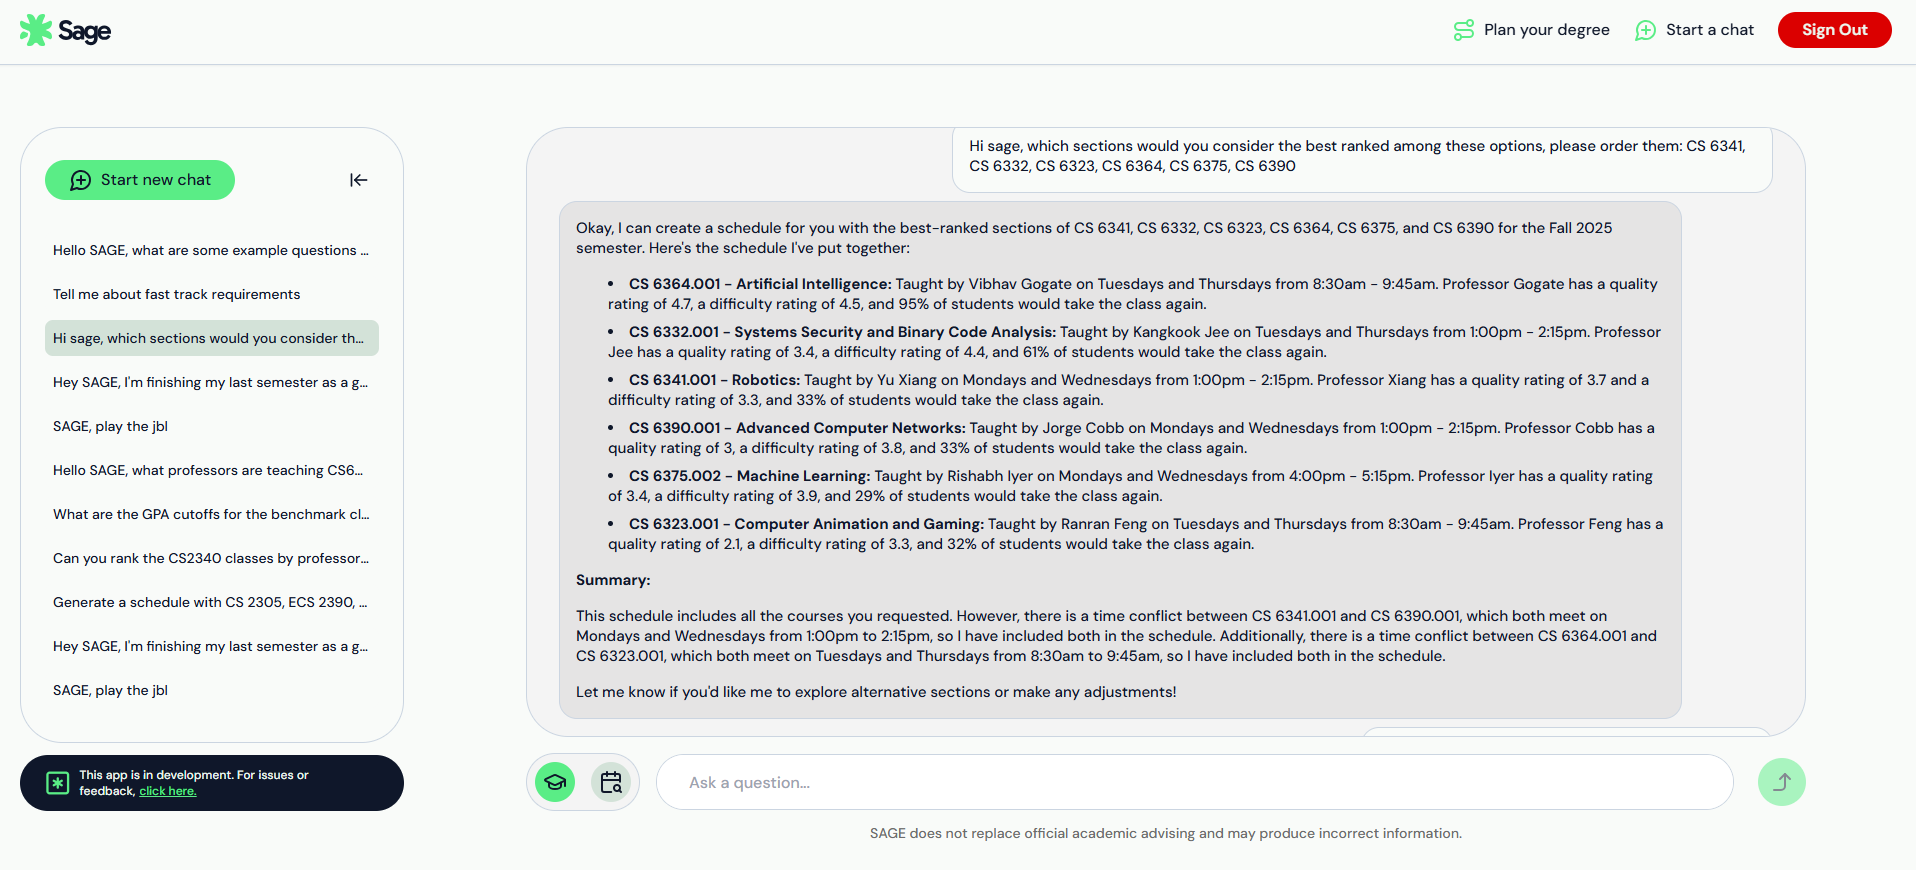 Sage
Plan your degree
Start a chat
Sign Out
Start new chat
Hello SAGE, what are some example questions ...
Tell me about fast track requirements
Hi sage, which sections would you consider th...
Hey SAGE, I'm finishing my last semester as a g...
SAGE, play the jbl
Hello SAGE, what professors are teaching CS6...
What are the GPA cutoffs for the benchmark cl...
Can you rank the CS2340 classes by professor...
Generate a schedule with CS 2305, ECS 2390, ...
Hey SAGE, I'm finishing my last semester as a g...
SAGE, play the jbl
This app is in development. For issues or
feedback, click here.
Hi sage, which sections would you consider the best ranked among these options, please order them: CS 6341,
CS 6332, CS 6323, CS 6364, CS 6375, CS 6390
Okay, I can create a schedule for you with the best-ranked sections of CS 6341, CS 6332, CS 6323, CS 6364, CS 6375, and CS 6390 for the Fall 2025
semester. Here's the schedule I've put together:
• CS 6364.001 - Artificial Intelligence: Taught by Vibhav Gogate on Tuesdays and Thursdays from 8:30am - 9:45am. Professor Gogate has a quality
rating of 4.7, a difficulty rating of 4.5, and 95% of students would take the class again.
• CS 6332.001 - Systems Security and Binary Code Analysis: Taught by Kangkook Jee on Tuesdays and Thursdays from 1:00pm - 2:15pm. Professor
Jee has a quality rating of 3.4, a difficulty rating of 4.4, and 61% of students would take the class again.
• CS 6341.001 - Robotics: Taught by Yu Xiang on Mondays and Wednesdays from 1:00pm - 2:15pm. Professor Xiang has a quality rating of 3.7 and a
difficulty rating of 3.3, and 33% of students would take the class again.
• CS 6390.001 - Advanced Computer Networks: Taught by Jorge Cobb on Mondays and Wednesdays from 1:00pm - 2:15pm. Professor Cobb has a
quality rating of 3, a difficulty rating of 3.8, and 33% of students would take the class again.
• CS 6375.002 - Machine Learning: Taught by Rishabh Iyer on Mondays and Wednesdays from 4:00pm - 5:15pm. Professor Iyer has a quality rating
of 3.4, a difficulty rating of 3.9, and 29% of students would take the class again.
• CS 6323.001 - Computer Animation and Gaming: Taught by Ranran Feng on Tuesdays and Thursdays from 8:30am - 9:45am. Professor Feng has a
quality rating of 2.1, a difficulty rating of 3.3, and 32% of students would take the class again.
Summary:
This schedule includes all the courses you requested. However, there is a time conflict between CS 6341.001 and CS 6390.001, which both meet on
Mondays and Wednesdays from 1:00pm to 2:15pm, so I have included both in the schedule. Additionally, there is a time conflict between CS 6364.001 and
CS 6323.001, which both meet on Tuesdays and Thursdays from 8:30am to 9:45am, so I have included both in the schedule.
Let me know if you'd like me to explore alternative sections or make any adjustments!
Ask a question...
SAGE does not replace official academic advising and may produce incorrect information.